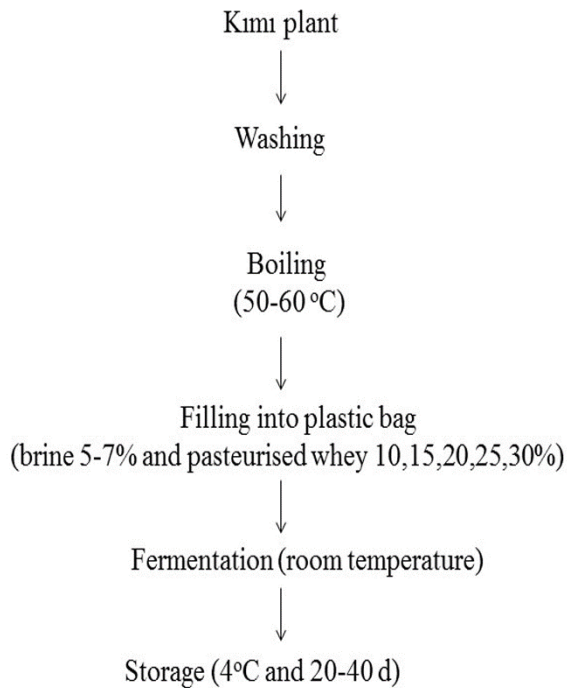 Kımı plant
Washing
Boiling
(50-60 ºC)
Filling into plastic bag
(brine 5-7% and pasteurised whey 10,15,20,25,30%)
Fermentation (room temperature)
Storage (4ºC and 20-40 d)